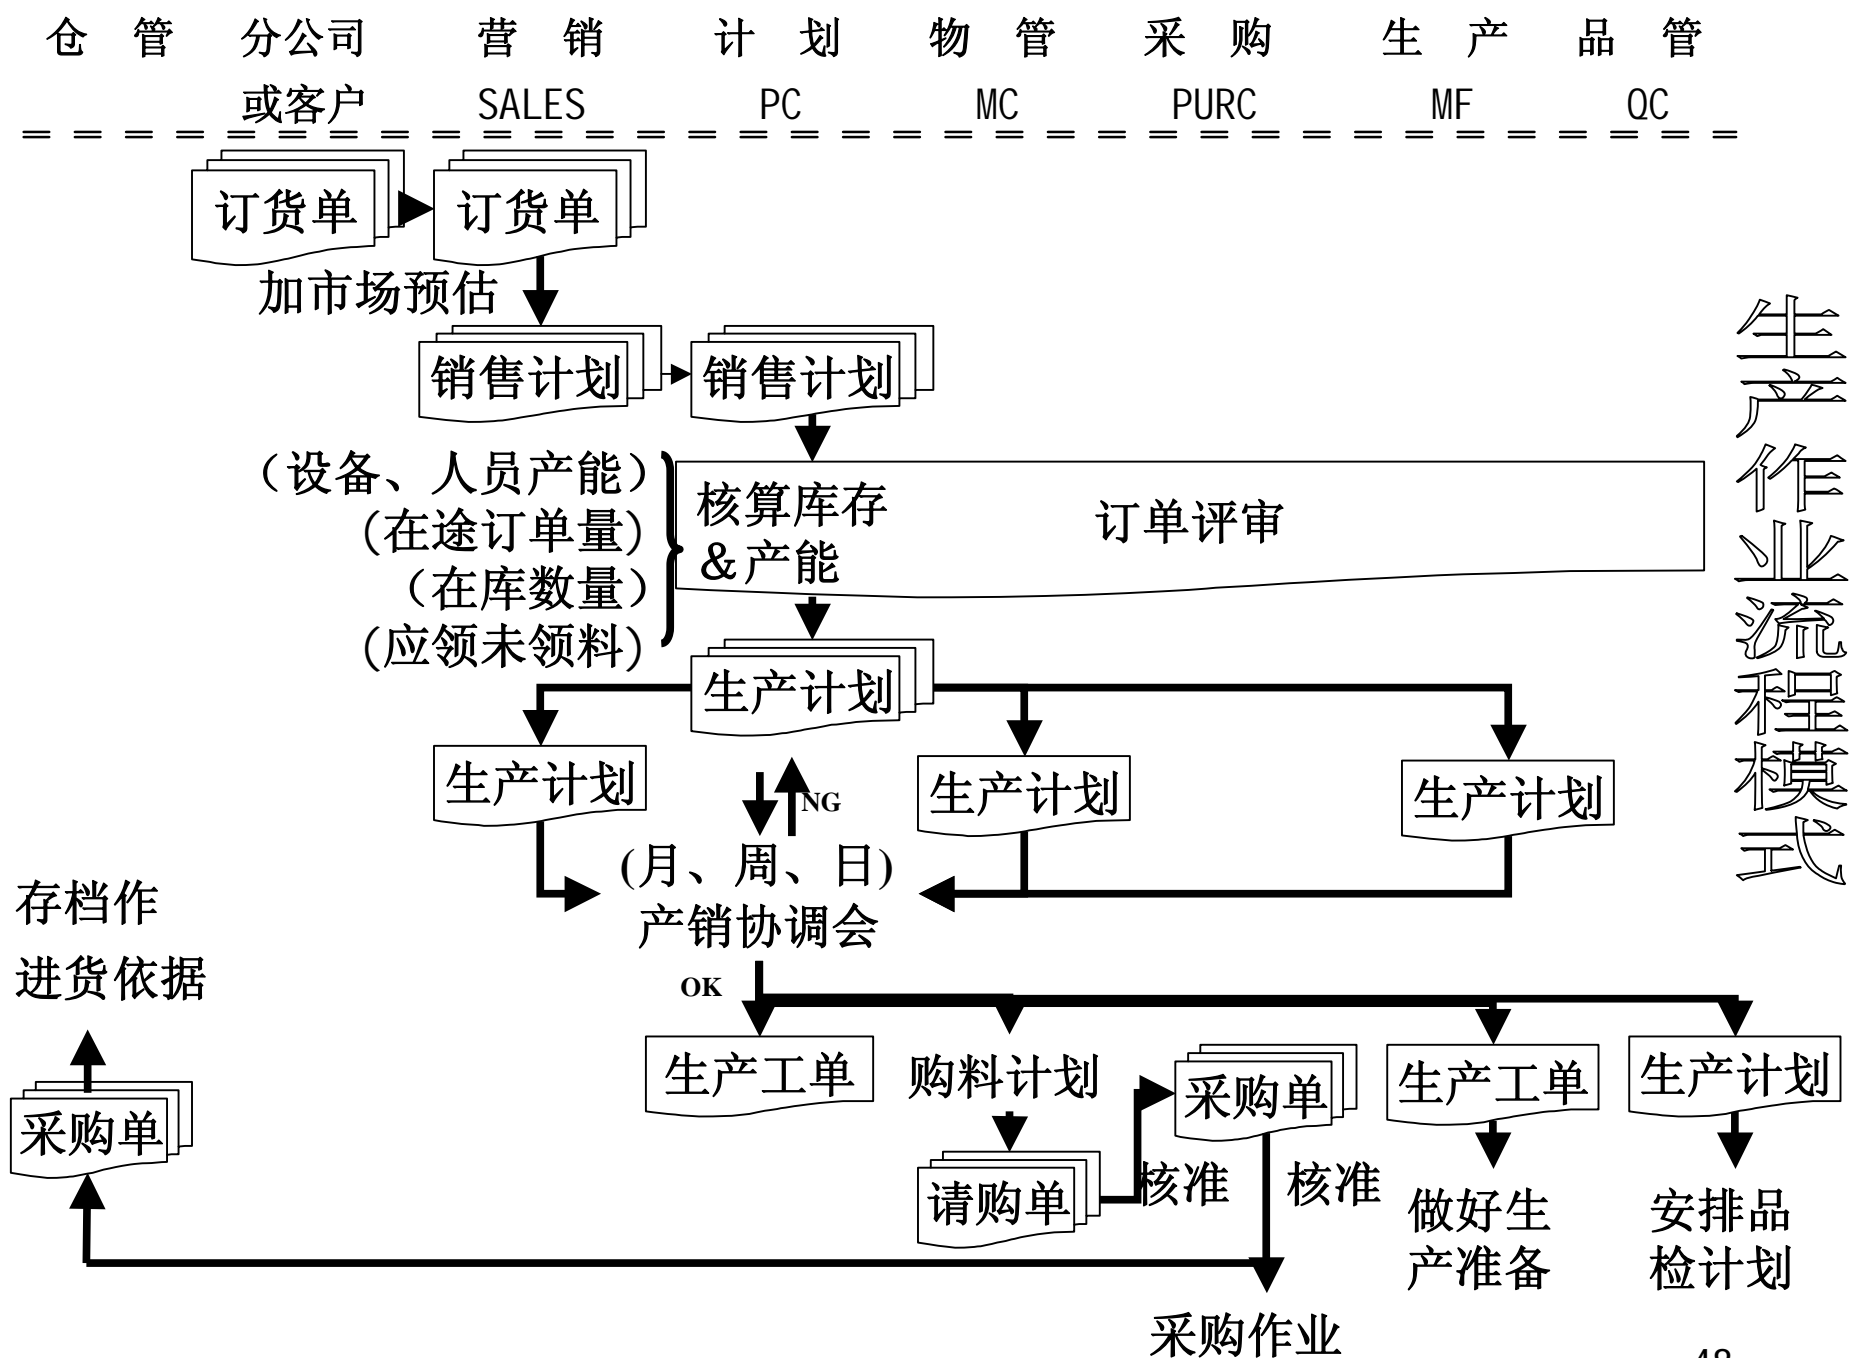 仓 管 分公司 营 销 计 划 物 管 采 购 生 产 品 管
或客户 SALES PC MC PURC MF QC
订货单 订货单
加市场预估
销售计划 销售计划
（设备、人员产能）
(在途订单量)
（在库数量）
(应领未领料)
核算库存
&产能
订单评审
生产计划
生产计划 生产计划 生产计划
NG
(月、周、日)
产销协调会
OK
存档作
进货依据
生产工单 购料计划 采购单 生产工单 生产计划
采购单
请购单 核准 核准
做好生
产准备
安排品
检计划
采购作业
生产作业流程模式
48